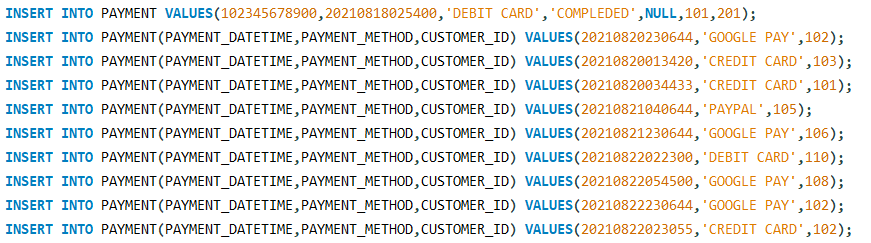 INSERT INTO PAYMENT VALUES(102345678900,20210818025400,'DEBIT CARD','COMPLEDED',NULL,101,201);
INSERT INTO PAYMENT(PAYMENT_DATETIME,PAYMENT_METHOD,CUSTOMER_ID) VALUES(20210820230644,'GOOGLE PAY',102);
INSERT INTO PAYMENT(PAYMENT_DATETIME,PAYMENT_METHOD,CUSTOMER_ID) VALUES(20210820013420,'CREDIT CARD',103);
INSERT INTO PAYMENT(PAYMENT_DATETIME,PAYMENT_METHOD,CUSTOMER_ID) VALUES(20210820034433,'CREDIT CARD',101);
INSERT INTO PAYMENT(PAYMENT_DATETIME,PAYMENT_METHOD,CUSTOMER_ID) VALUES(20210821040644,'PAYPAL',105);
INSERT INTO PAYMENT(PAYMENT_DATETIME,PAYMENT_METHOD,CUSTOMER_ID) VALUES(20210821230644,'GOOGLE PAY',106);
INSERT INTO PAYMENT(PAYMENT_DATETIME,PAYMENT_METHOD,CUSTOMER_ID) VALUES(20210822022300,'DEBIT CARD',110);
INSERT INTO PAYMENT(PAYMENT_DATETIME,PAYMENT_METHOD,CUSTOMER_ID) VALUES(20210822054500,'GOOGLE PAY',108);
INSERT INTO PAYMENT(PAYMENT_DATETIME,PAYMENT_METHOD,CUSTOMER_ID) VALUES(20210822230644,'GOOGLE PAY',102);
INSERT INTO PAYMENT(PAYMENT_DATETIME,PAYMENT_METHOD,CUSTOMER_ID) VALUES(20210822023055,'CREDIT CARD',102);